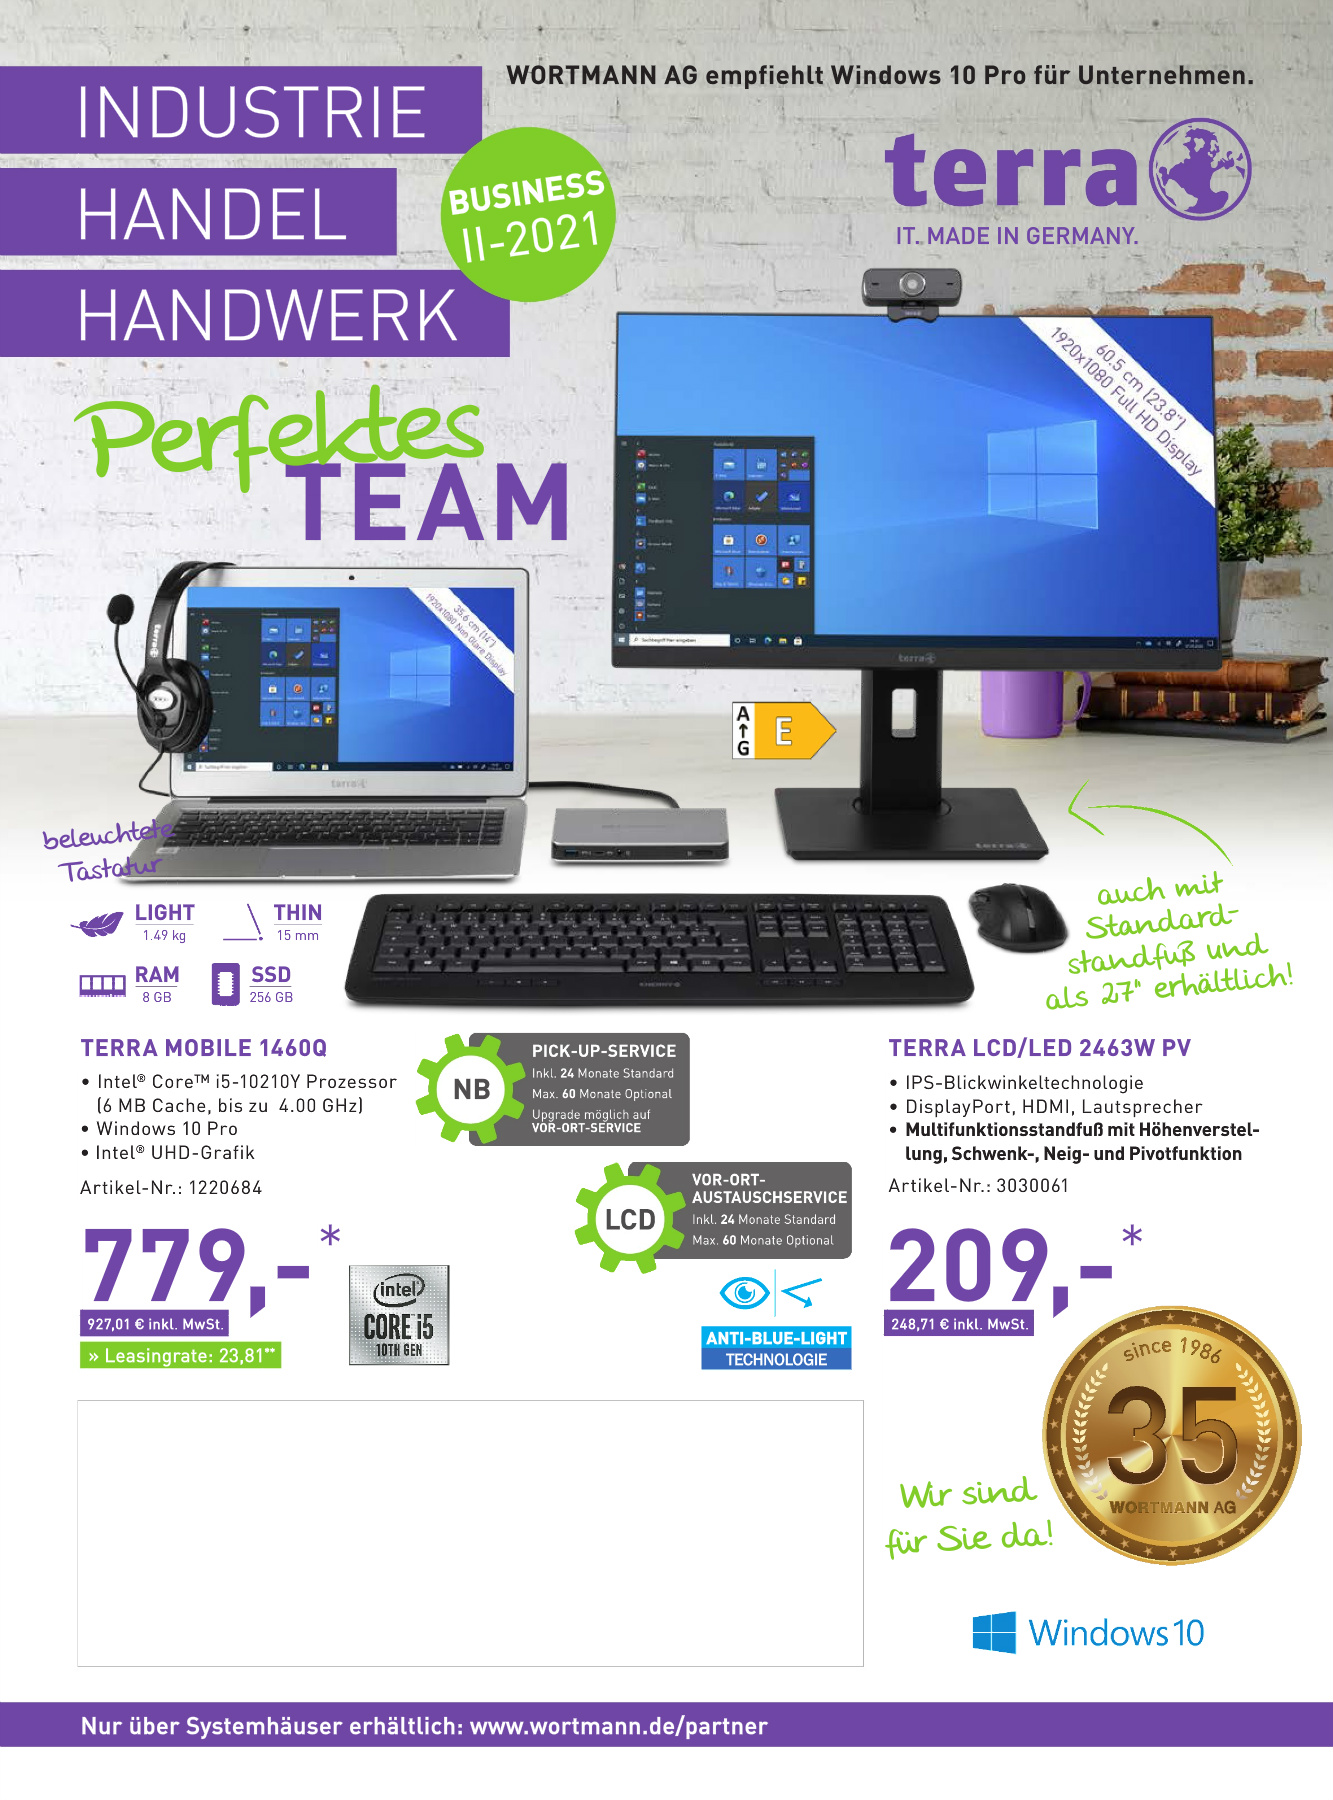 WORTMANN AG empfiehlt Windows 10 Pro für Unternehmen.
INDUSTRIE
HANDEL
HANDWERK
BUSINESS
II-2021
terra
IT. MADE IN GERMANY.
Perfektes
TEAM
60.5 cm (23.8")
1920x1080 Full HD Display
35.6 cm (14")
1920x1080 Non Glare Display
terra
terra
terra
A
G
E
terra
beleuchtete
Tastatur
LIGHT
1.49 kg
THIN
15 mm
RAM
8 GB
SSD
256 GB
CHERRY
auch mit
Standard-
standfuß und
als 27" erhältlich!
TERRA MOBILE 1460Q
• Intel® Core™ i5-10210Y Prozessor
(6 MB Cache, bis zu 4.00 GHz)
• Windows 10 Pro
• Intel® UHD-Grafik
Artikel-Nr.: 1220684
779,-*
927,01 € inkl. MwSt.
» Leasingrate: 23,81**
intel
CORE i5
10TH GEN
NB
PICK-UP-SERVICE
Inkl. 24 Monate Standard
Max. 60 Monate Optional
Upgrade möglich auf
VOR-ORT-SERVICE
LCD
VOR-ORT-
AUSTAUSCHSERVICE
Inkl. 24 Monate Standard
Max. 60 Monate Optional
ANTI-BLUE-LIGHT
TECHNOLOGIE
TERRA LCD/LED 2463W PV
• IPS-Blickwinkeltechnologie
• DisplayPort, HDMI, Lautsprecher
• Multifunktionsstandfuß mit Höhenverstel-
lung, Schwenk-, Neig- und Pivotfunktion
Artikel-Nr.: 3030061
209,-*
248,71 € inkl. MwSt.
since 1986
35
WORTMANN AG
Wir sind
für Sie da!
Windows 10
Nur über Systemhäuser erhältlich: www.wortmann.de/partner